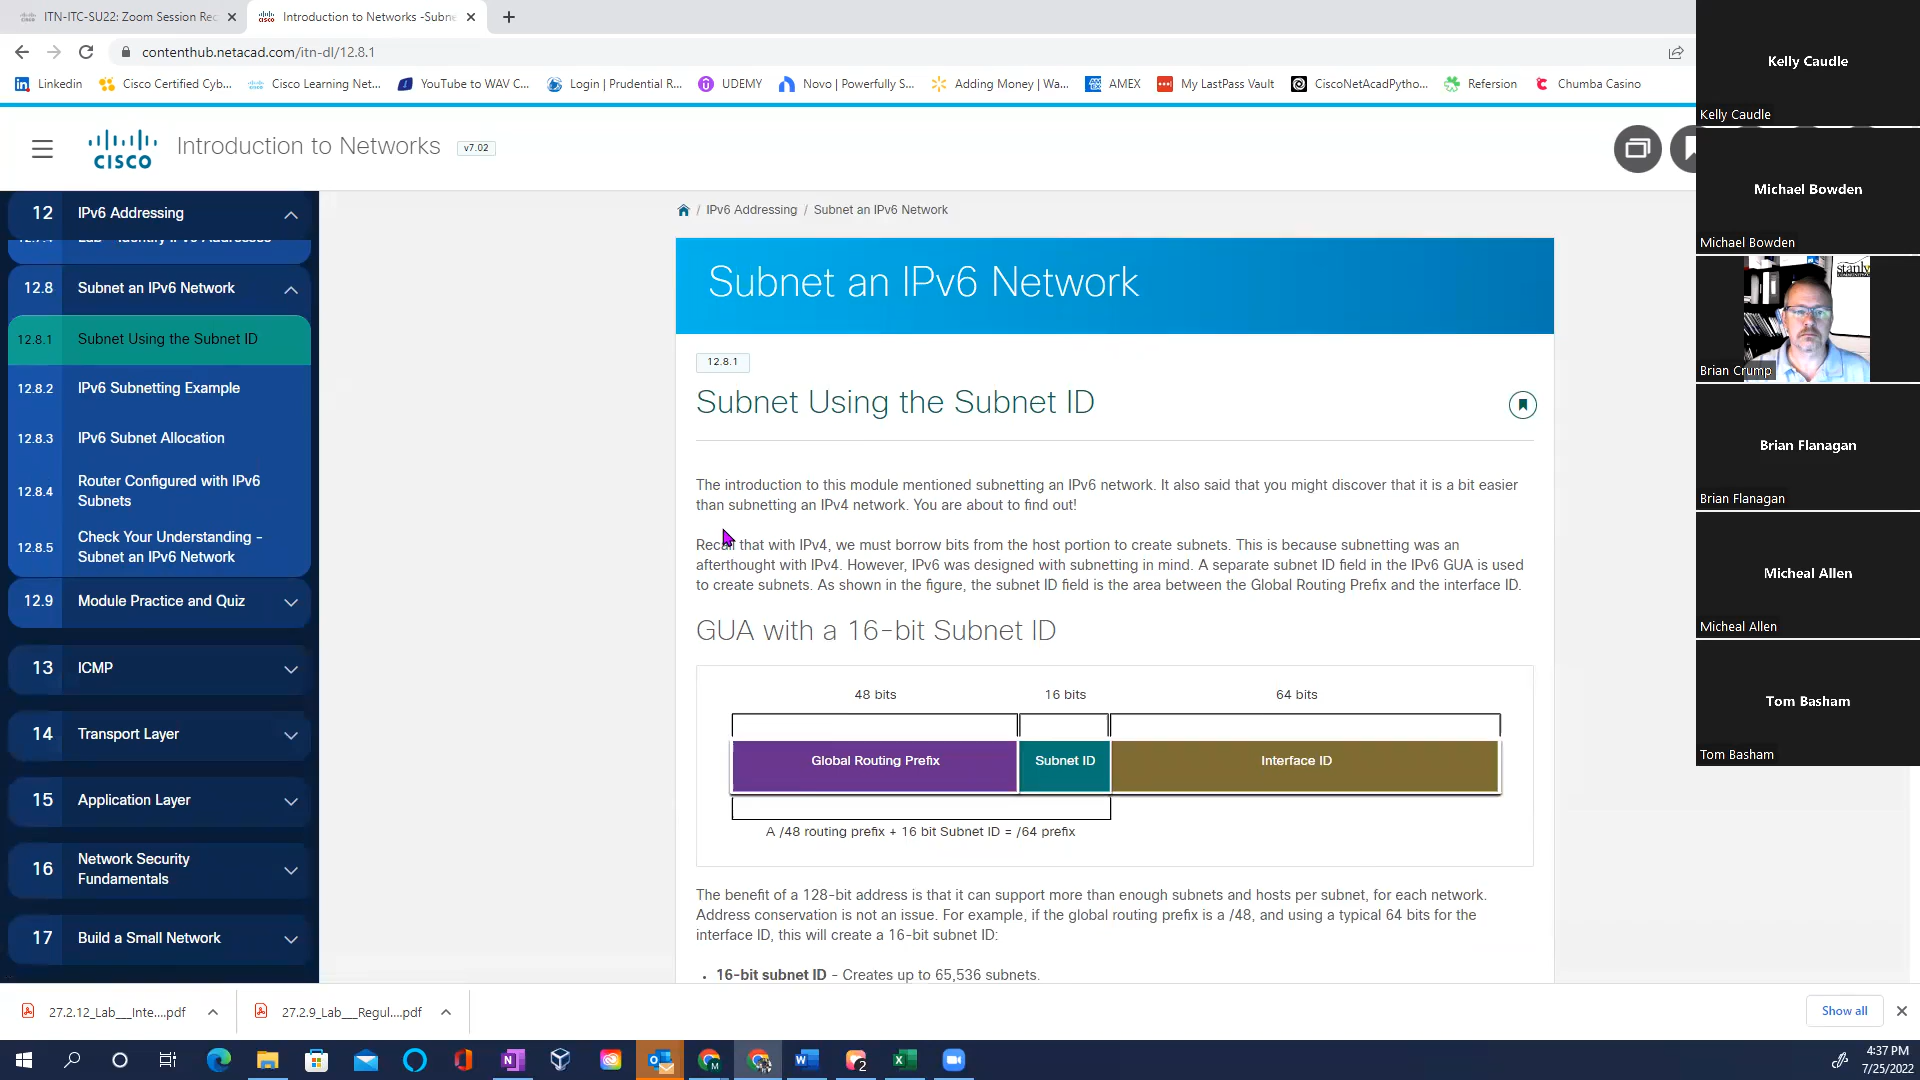 ITN-ITC-SU22: Zoom Session Rec
Introduction to Networks -Subne
contenthub.netacad.com/itn-dl/12.8.1
Linkedin
Cisco Certified Cyb...
Cisco Learning Net...
YouTube to WAV C...
Login | Prudential R...
UDEMY
Novo | Powerfully S...
Adding Money | Wa...
AMEX
My LastPass Vault
CiscoNetAcadPytho...
Refersion
Chumba Casino
CISCO
Introduction to Networks
v7.02
12 IPv6 Addressing
12.8 Subnet an IPv6 Network
12.8.1 Subnet Using the Subnet ID
12.8.2 IPv6 Subnetting Example
12.8.3 IPv6 Subnet Allocation
12.8.4 Router Configured with IPv6
Subnets
12.8.5 Check Your Understanding -
Subnet an IPv6 Network
12.9 Module Practice and Quiz
13 ICMP
14 Transport Layer
15 Application Layer
16 Network Security
Fundamentals
17 Build a Small Network
/ IPv6 Addressing / Subnet an IPv6 Network
Subnet an IPv6 Network
12.8.1
Subnet Using the Subnet ID
The introduction to this module mentioned subnetting an IPv6 network. It also said that you might discover that it is a bit easier
than subnetting an IPv4 network. You are about to find out!
Recall that with IPv4, we must borrow bits from the host portion to create subnets. This is because subnetting was an
afterthought with IPv4. However, IPv6 was designed with subnetting in mind. A separate subnet ID field in the IPv6 GUA is used
to create subnets. As shown in the figure, the subnet ID field is the area between the Global Routing Prefix and the interface ID.
GUA with a 16-bit Subnet ID
48 bits 16 bits 64 bits
Global Routing Prefix Subnet ID Interface ID
A /48 routing prefix + 16 bit Subnet ID = /64 prefix
The benefit of a 128-bit address is that it can support more than enough subnets and hosts per subnet, for each network.
Address conservation is not an issue. For example, if the global routing prefix is a /48, and using a typical 64 bits for the
interface ID, this will create a 16-bit subnet ID:
• 16-bit subnet ID - Creates up to 65,536 subnets.
Kelly Caudle
Kelly Caudle
Michael Bowden
Michael Bowden
stanly
Brian Crump
Brian Flanagan
Brian Flanagan
Micheal Allen
Micheal Allen
Tom Basham
Tom Basham
27.2.12_Lab___Inte....pdf
27.2.9_Lab___Regul....pdf
Show all
2
4:37 PM
7/25/2022